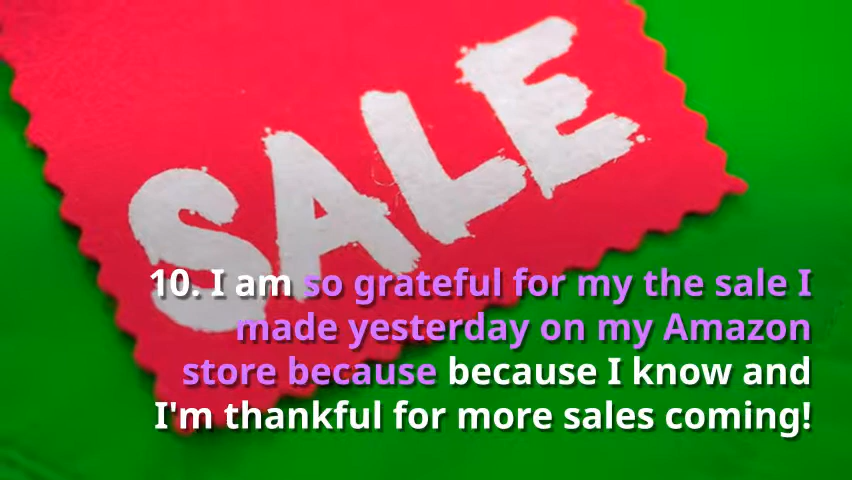 SALE
10. I am so grateful for my the sale I
made yesterday on my Amazon
store because because I know and
I'm thankful for more sales coming!